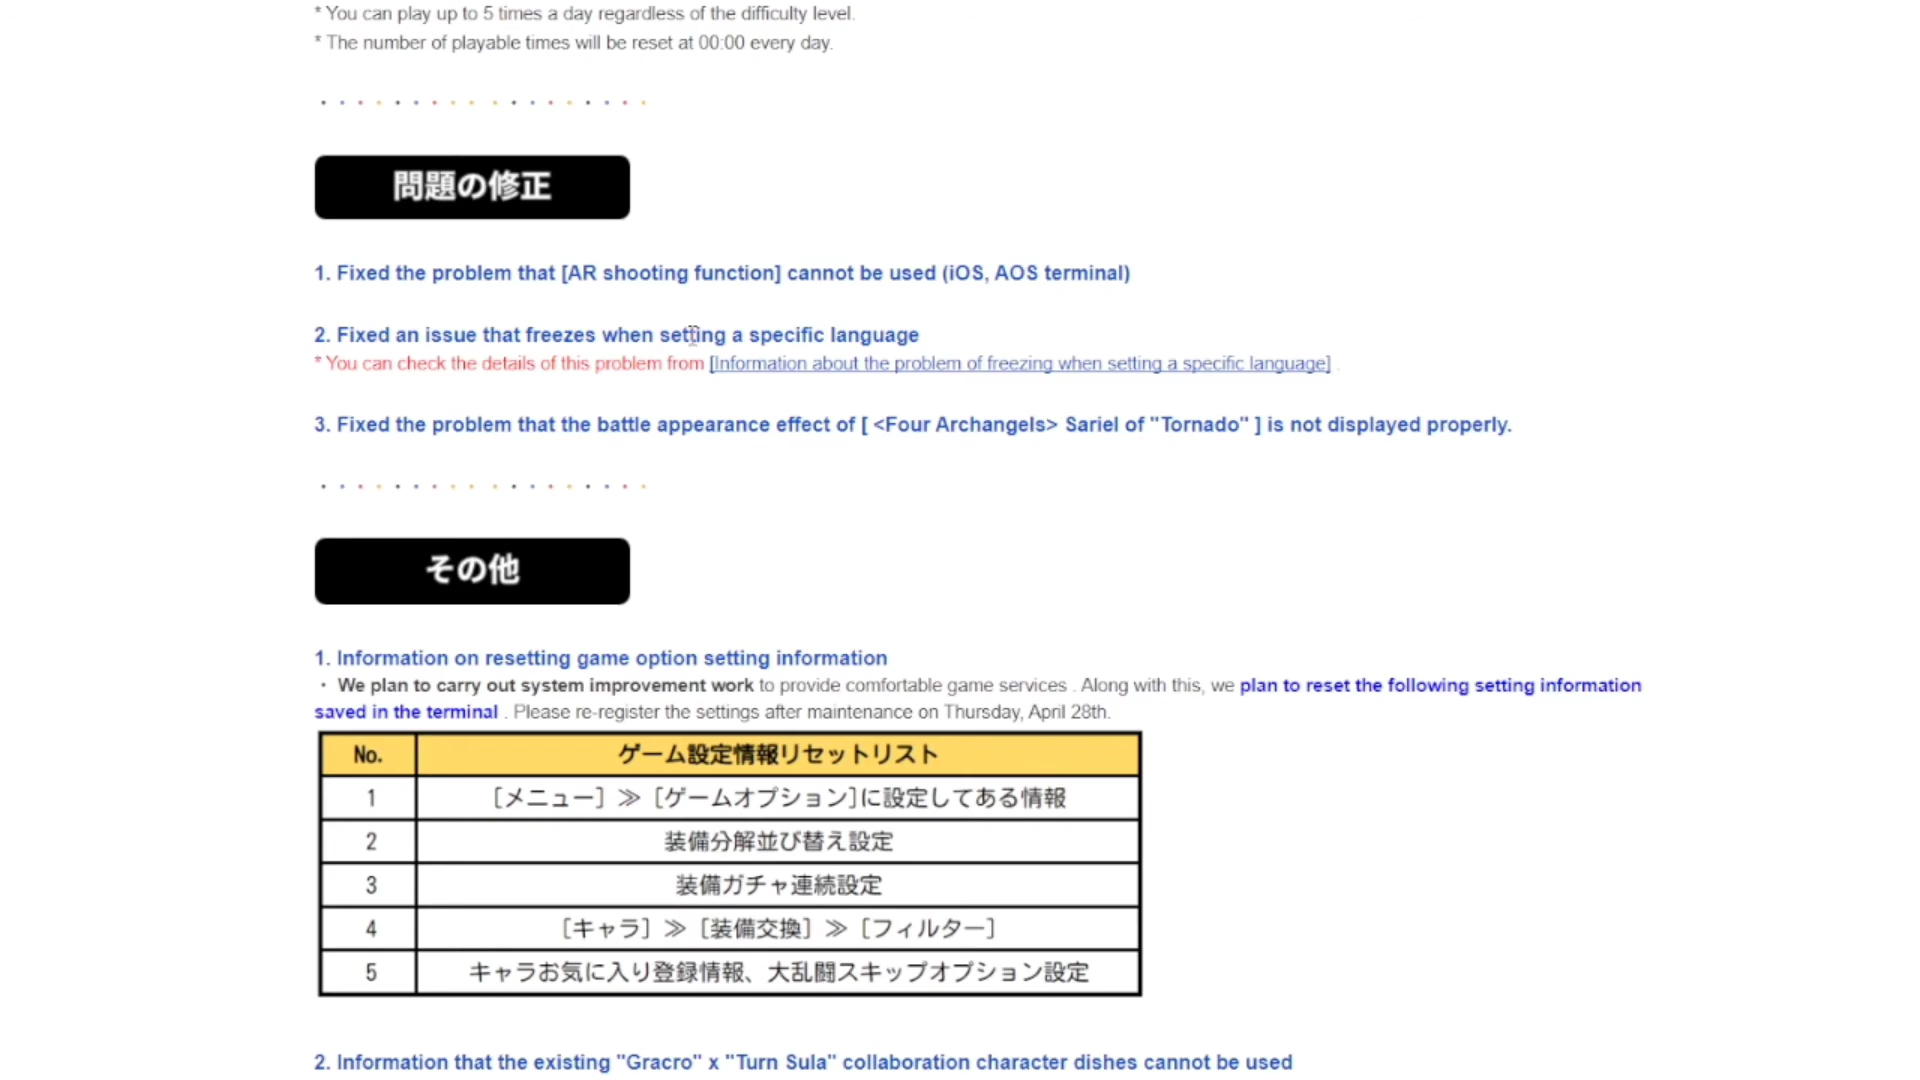 * You can play up to 5 times a day regardless of the difficulty level.
* The number of playable times will be reset at 00:00 every day.
問題の修正
1. Fixed the problem that [AR shooting function] cannot be used (iOS, AOS terminal)
2. Fixed an issue that freezes when setting a specific language
* You can check the details of this problem from [Information about the problem of freezing when setting a specific language] .
3. Fixed the problem that the battle appearance effect of [ <Four Archangels> Sariel of "Tornado" ] is not displayed properly.
その他
1. Information on resetting game option setting information
・ We plan to carry out system improvement work to provide comfortable game services . Along with this, we plan to reset the following setting information
saved in the terminal . Please re-register the settings after maintenance on Thursday, April 28th.
No. ゲーム設定情報リセットリスト
1 [メニュー] ≫ [ゲームオプション]に設定してある情報
2 装備分解並び替え設定
3 装備ガチャ連続設定
4 [キャラ] ≫ [装備交換] ≫ [フィルター]
5 キャラお気に入り登録情報、大乱闘スキップオプション設定
2. Information that the existing "Gracro" x "Turn Sula" collaboration character dishes cannot be used